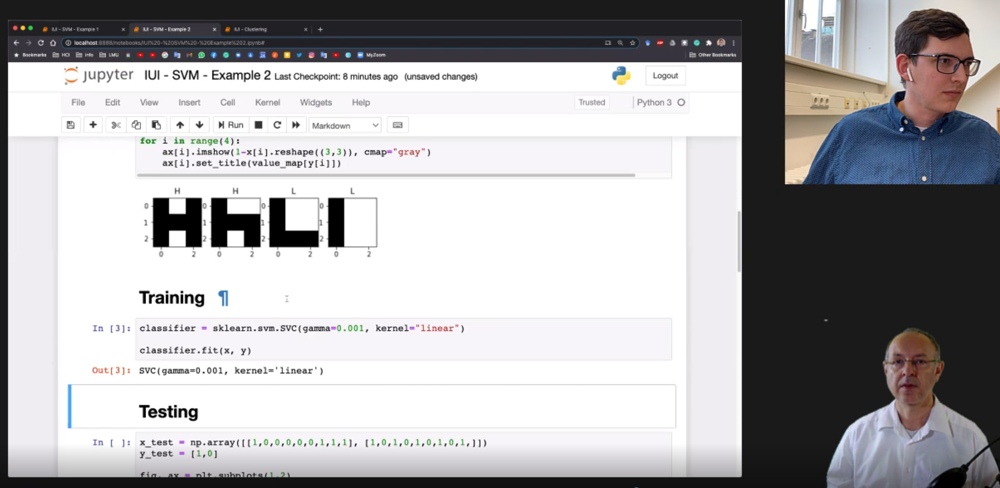 IUI - SVM - Example 1
IUI - SVM - Example 2
IUI - Clustering
localhost:8888/notebooks/IUI%20-%20SVM%20-%20Example%202.ipynb#
Bookmarks HCI info LMU MyZoom Other Bookmarks
jupyter IUI - SVM - Example 2 Last Checkpoint: 8 minutes ago (unsaved changes) Logout
File Edit View Insert Cell Kernel Widgets Help Trusted Python 3
Run Markdown
for i in range(4):
ax[i].imshow(1-x[i].reshape((3,3)), cmap="gray")
ax[i].set_title(value_map[y[i]])
H H L L
0 0 0 0
1 1 1 1
2 2 2 2
0 2 0 2 0 2 0 2
Training ¶
In [3]: classifier = sklearn.svm.SVC(gamma=0.001, kernel="linear")
classifier.fit(x, y)
Out[3]: SVC(gamma=0.001, kernel='linear')
Testing
In [ ]: x_test = np.array([[1,0,0,0,0,0,1,1,1], [1,0,1,0,1,0,1,0,1,]])
y_test = [1,0]
fig, ax = plt.subplots(1,2)